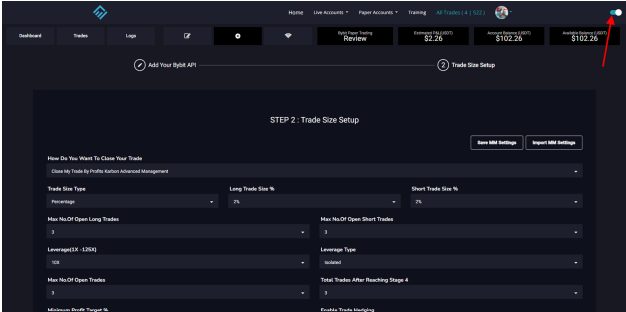 Home Live Accounts Paper Accounts Training All Trades ( 4 | 522 )
Dashboard Trades Logs Bybit Paper Trading Estimated P&L(USDT) Account Balance (USDT) Available Balance (USDT)
Review $2.26 $102.26 $102.26
Add Your Bybit API 2 Trade Size Setup
STEP 2 : Trade Size Setup
Save MM Settings Import MM Settings
How Do You Want To Close Your Trade
Close My Trade By Profits Karbon Advanced Management
Trade Size Type Long Trade Size % Short Trade Size %
Percentage 2% 2%
Max No.Of Open Long Trades Max No.Of Open Short Trades
3 3
Leverage(1X -125X) Leverage Type
10X Isolated
Max No.Of Open Trades Total Trades After Reaching Stage 4
3 3
Minimum Profit Target % Enable Trade Hedging